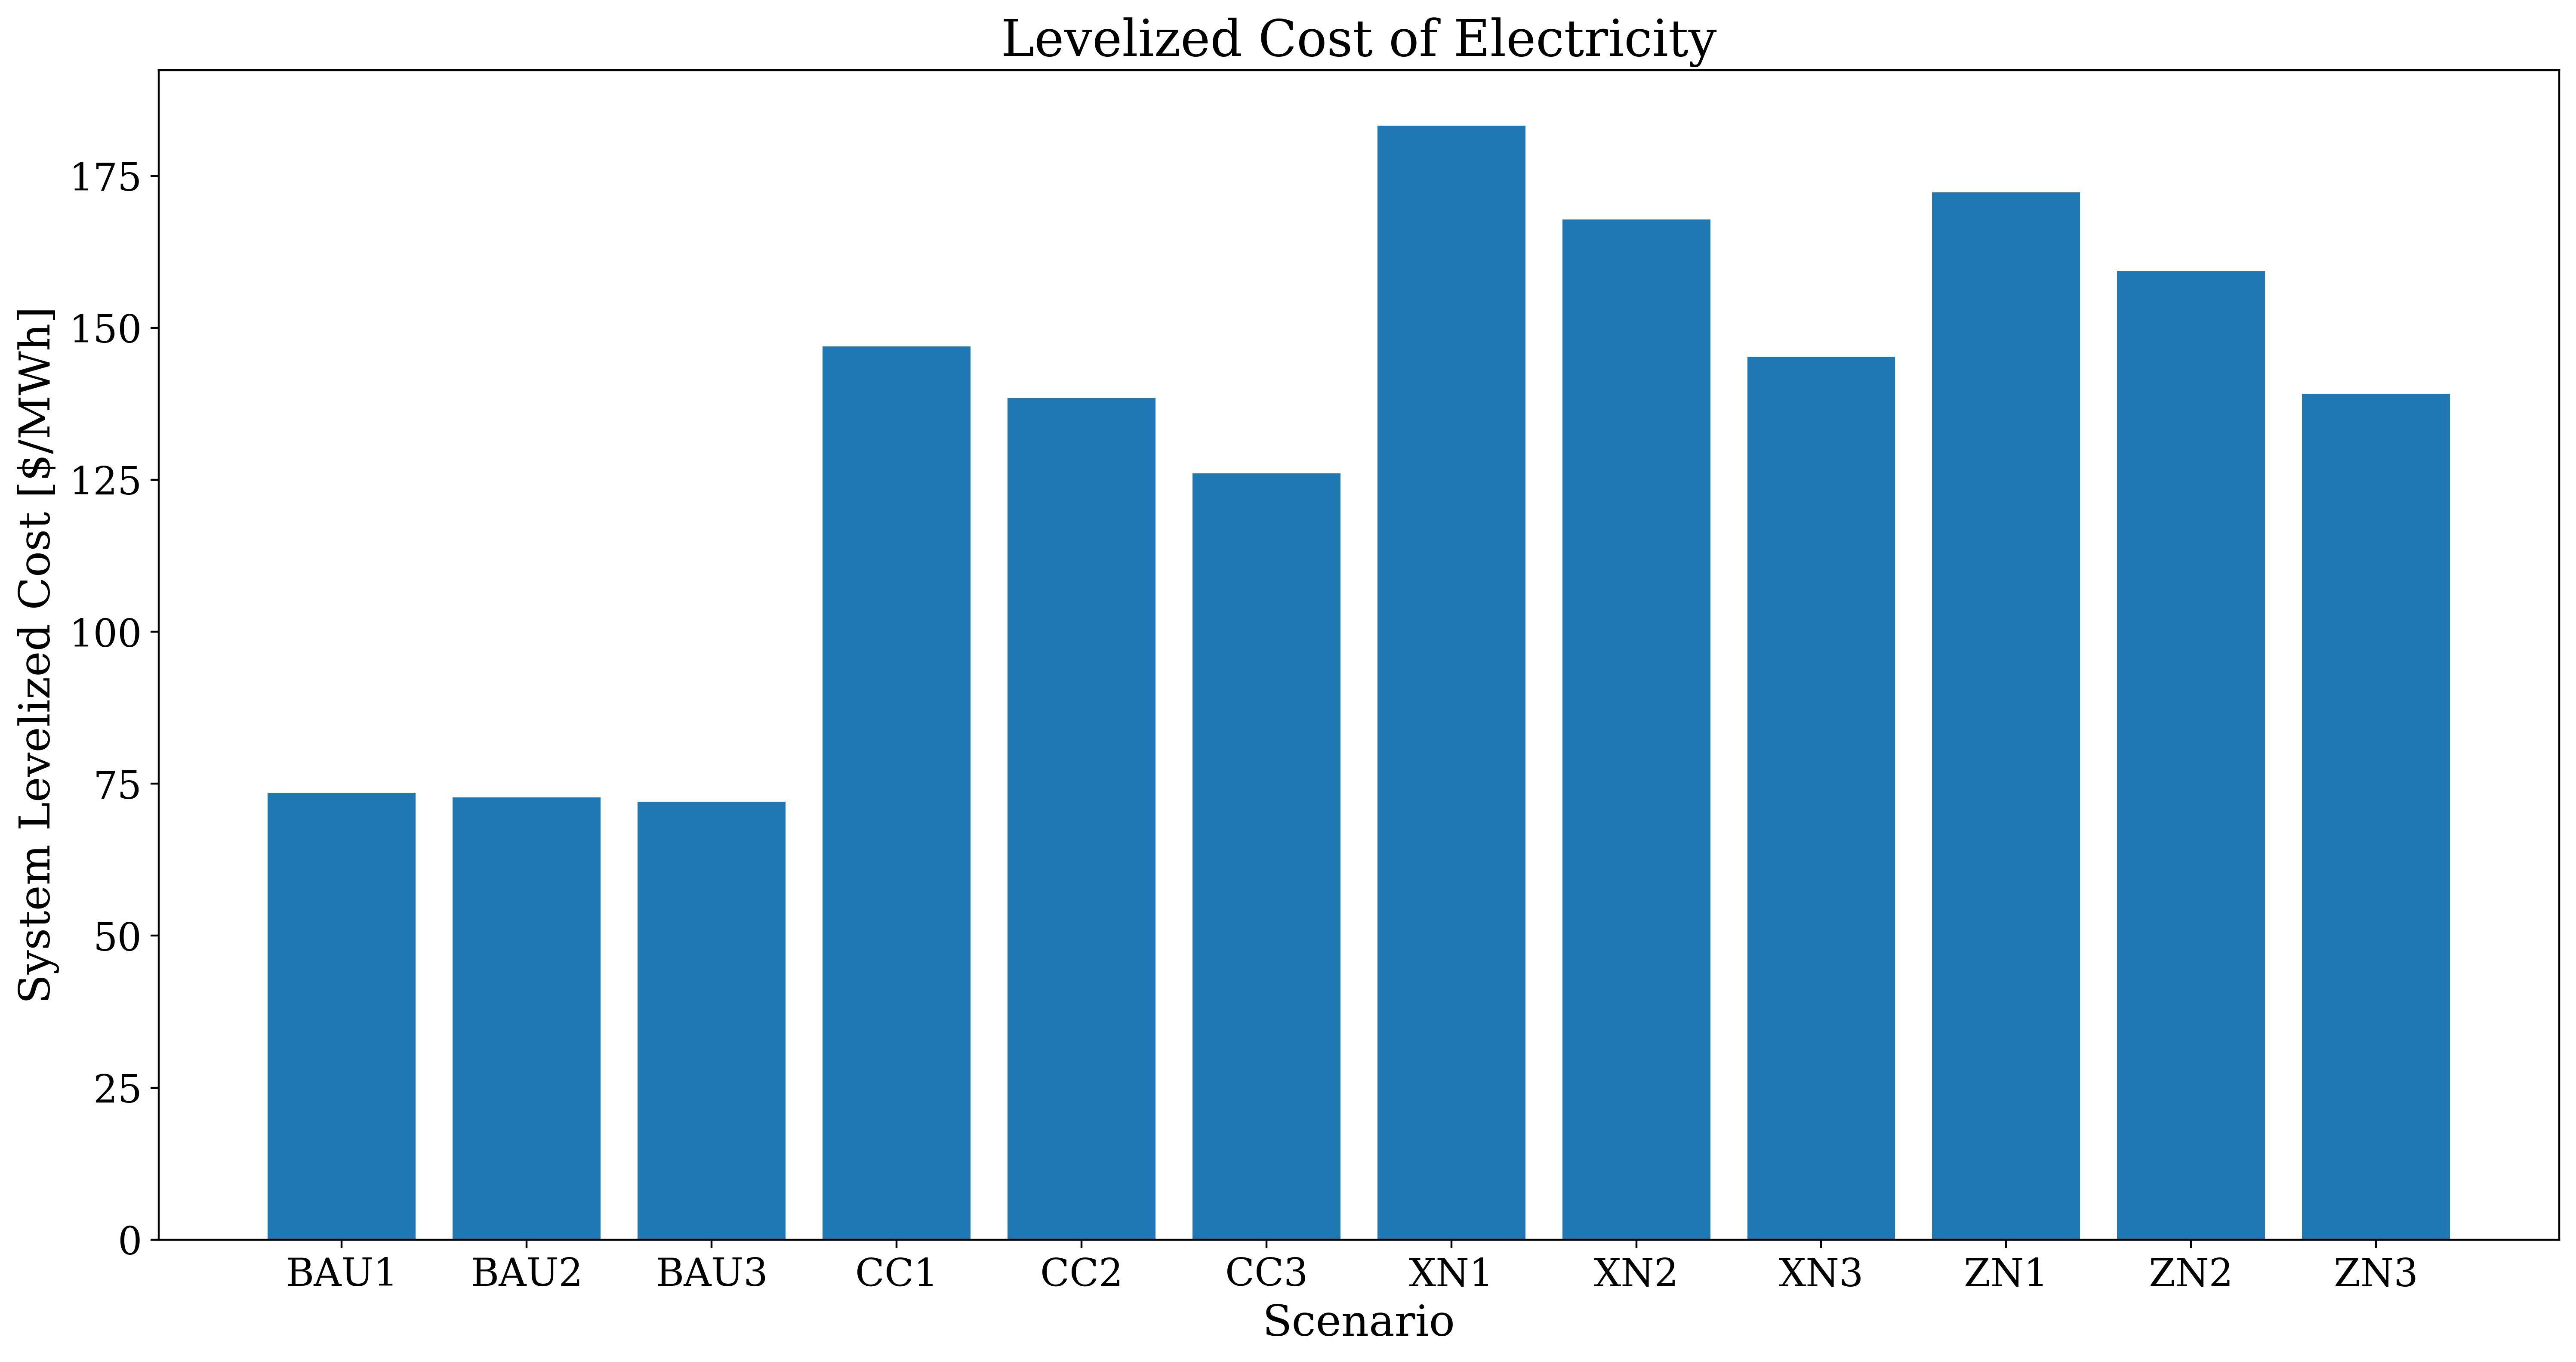 Levelized Cost of Electricity
System Levelized Cost [$/MWh]
175
150
125
100
75
50
25
0
BAU1 BAU2 BAU3 CC1 CC2 CC3 XN1 XN2 XN3 ZN1 ZN2 ZN3
Scenario